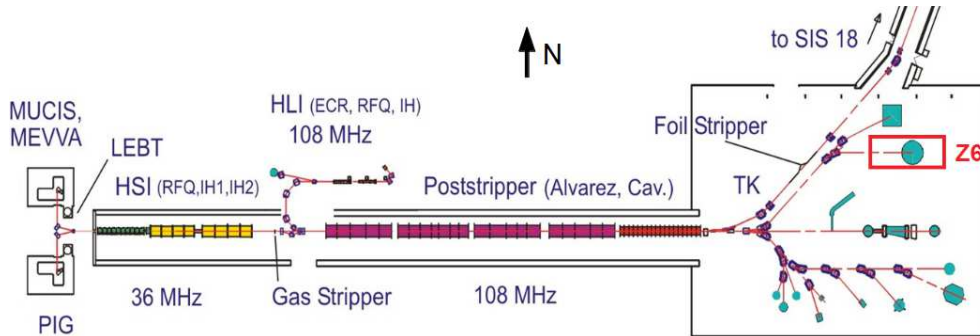 to SIS 18
N
MUCIS,
MEVVA
HLI (ECR, RFQ, IH)
108 MHz
LEBT
Foil Stripper
Z6
HSI (RFQ,IH1,IH2)
Poststripper (Alvarez, Cav.)
TK
36 MHz
Gas Stripper
108 MHz
PIG